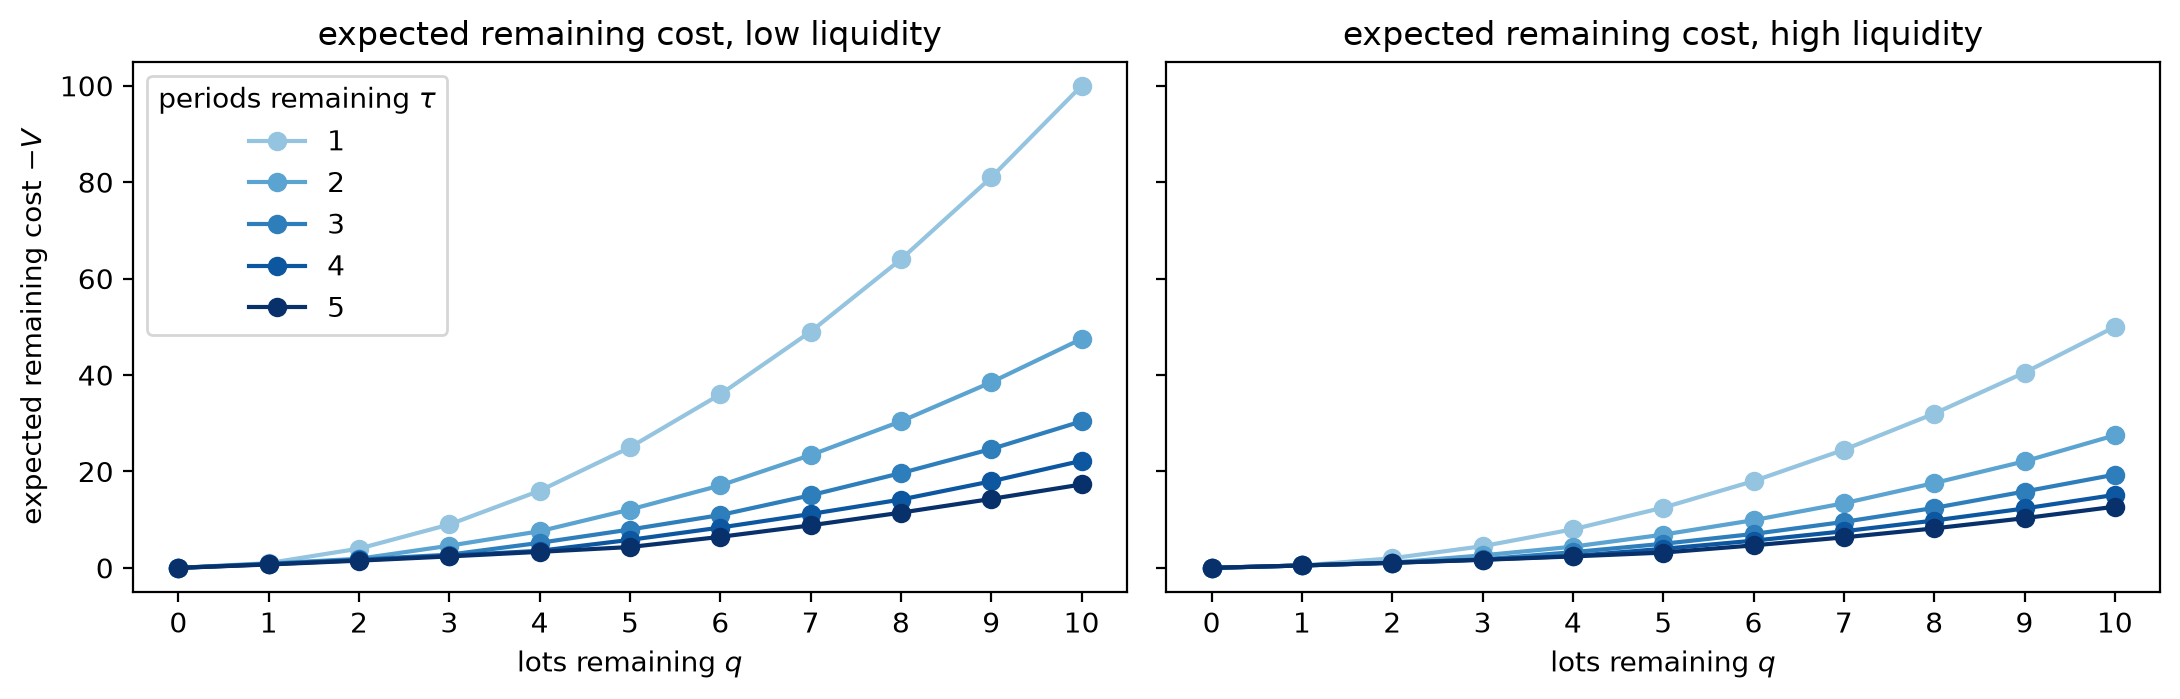 expected remaining cost, low liquidity
expected remaining cost −V
100
80
60
40
20
0
periods remaining τ
1
2
3
4
5
0 1 2 3 4 5 6 7 8 9 10
lots remaining q
expected remaining cost, high liquidity
0 1 2 3 4 5 6 7 8 9 10
lots remaining q